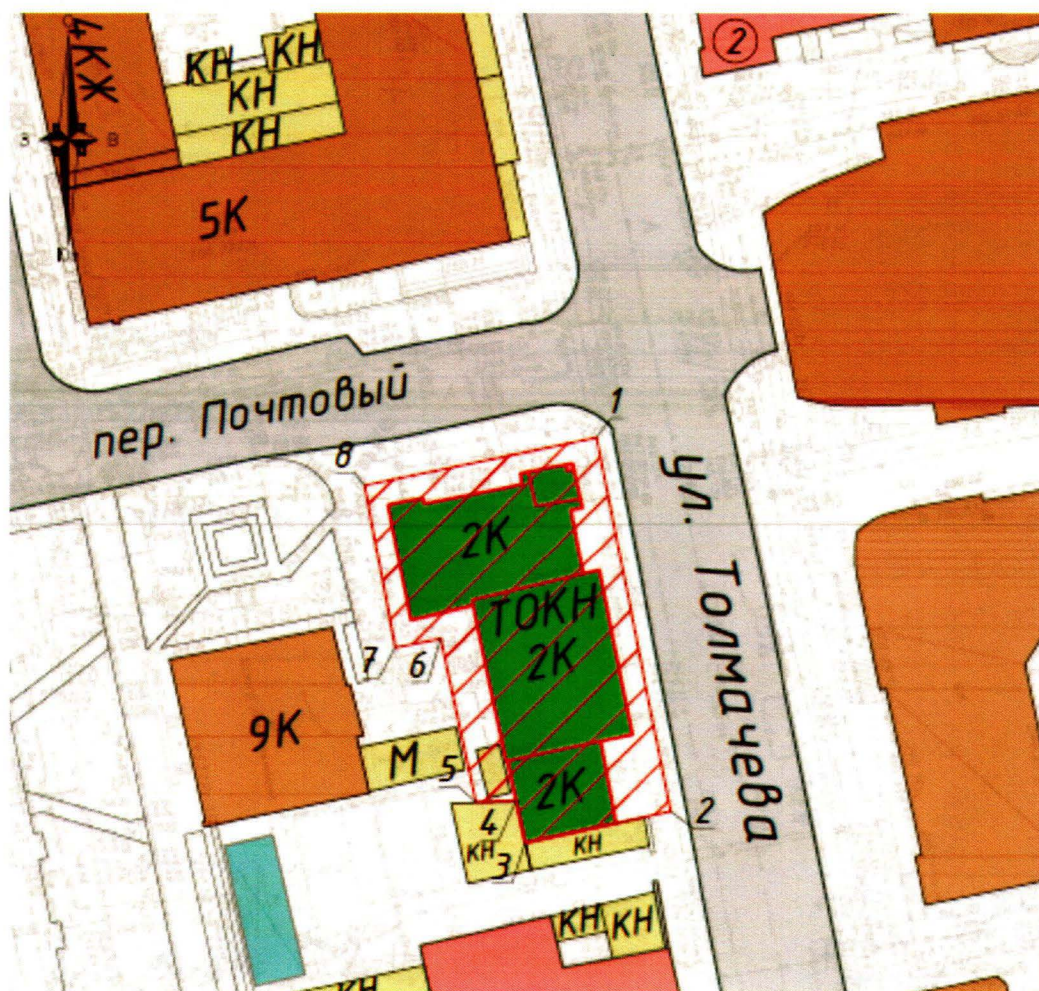 КН
КН
②
4КЖ
С
КН
КН
З
В
5К
Ю
пер. Почтовый
1
8
ул. Толмачева
2К
ТОКН
2К
7
6
9К
М
5
2К
4
2
КН
3
КН
КН
КН
КН